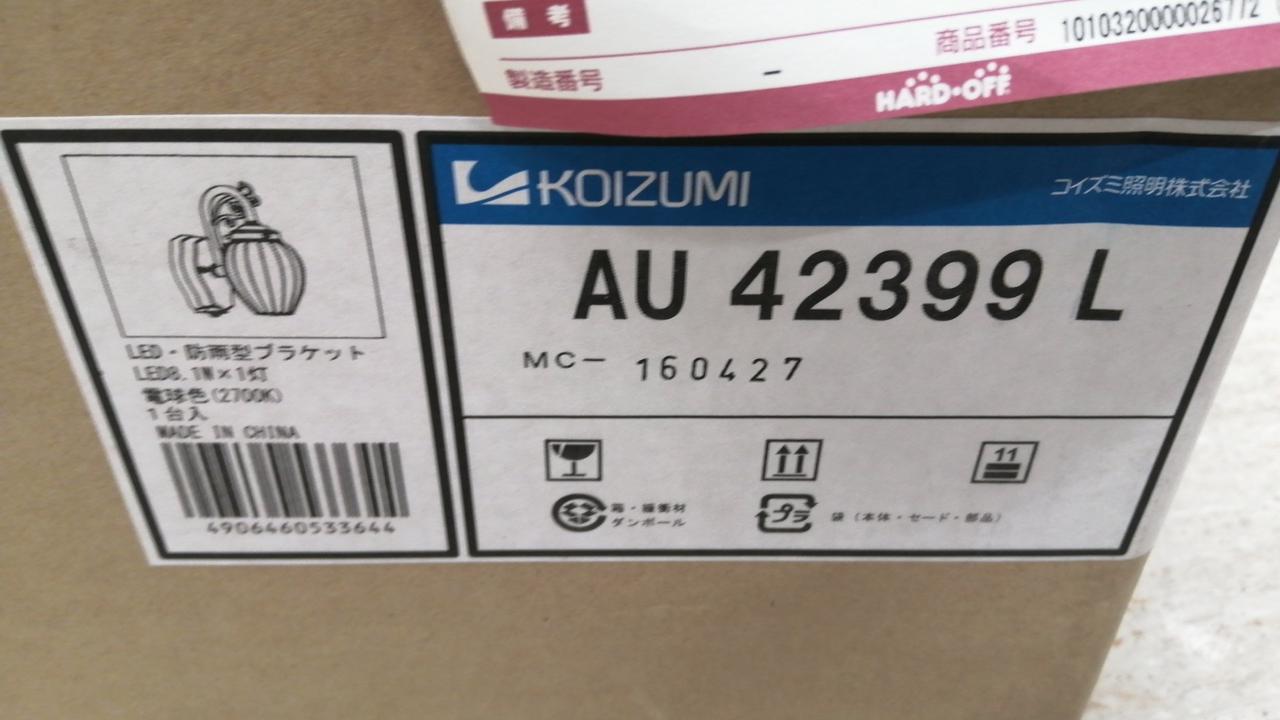 備考
商品番号 1010320000026772
製造番号 -
HARD・OFF
KOIZUMI
コイズミ照明株式会社
AU 42399 L
MC－ 160427
LED・防雨型ブラケット
LED8.1W×1灯
電球色(2700K)
1台入
MADE IN CHINA
4906460533644
11
箱・緩衝材
ダンボール
プラ
袋（本体・セード・部品）